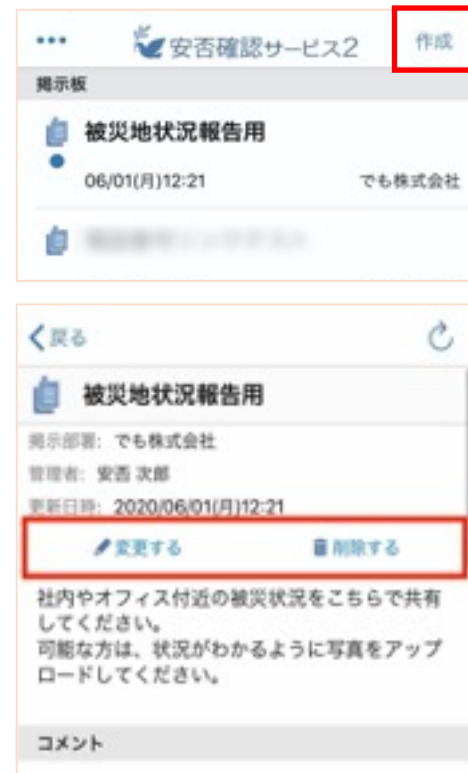 安否確認サービス2
作成
掲示板
被災地状況報告用
06/01(月)12:21
でも株式会社
戻る
被災地状況報告用
掲示部署: でも株式会社
管理者: 安否 次郎
更新日時: 2020/06/01(月)12:21
変更する
削除する
社内やオフィス付近の被災状況をこちらで共有
してください。
可能な方は、状況がわかるように写真をアップ
ロードしてください。
コメント